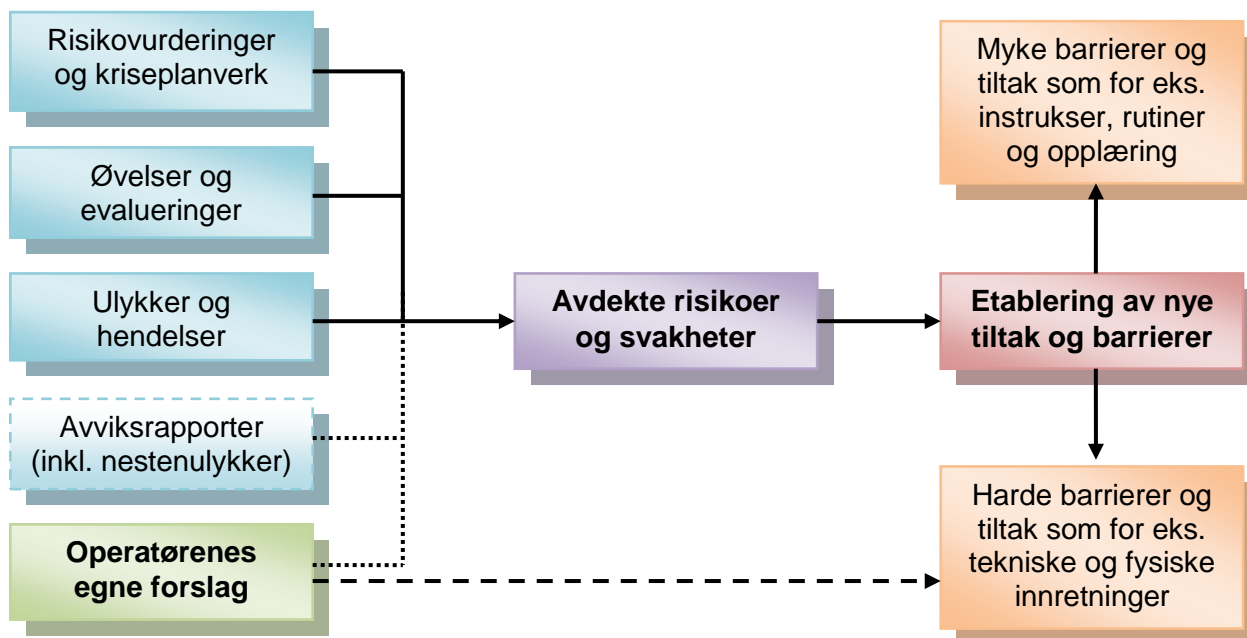 Risikovurderinger
og kriseplanverk
Øvelser og
evalueringer
Ulykker og
hendelser
Avviksrapporter
(inkl. nestenulykker)
Operatørenes
egne forslag
Avdekte risikoer
og svakheter
Etablering av nye
tiltak og barrierer
Myke barrierer og
tiltak som for eks.
instrukser, rutiner
og opplæring
Harde barrierer og
tiltak som for eks.
tekniske og fysiske
innretninger